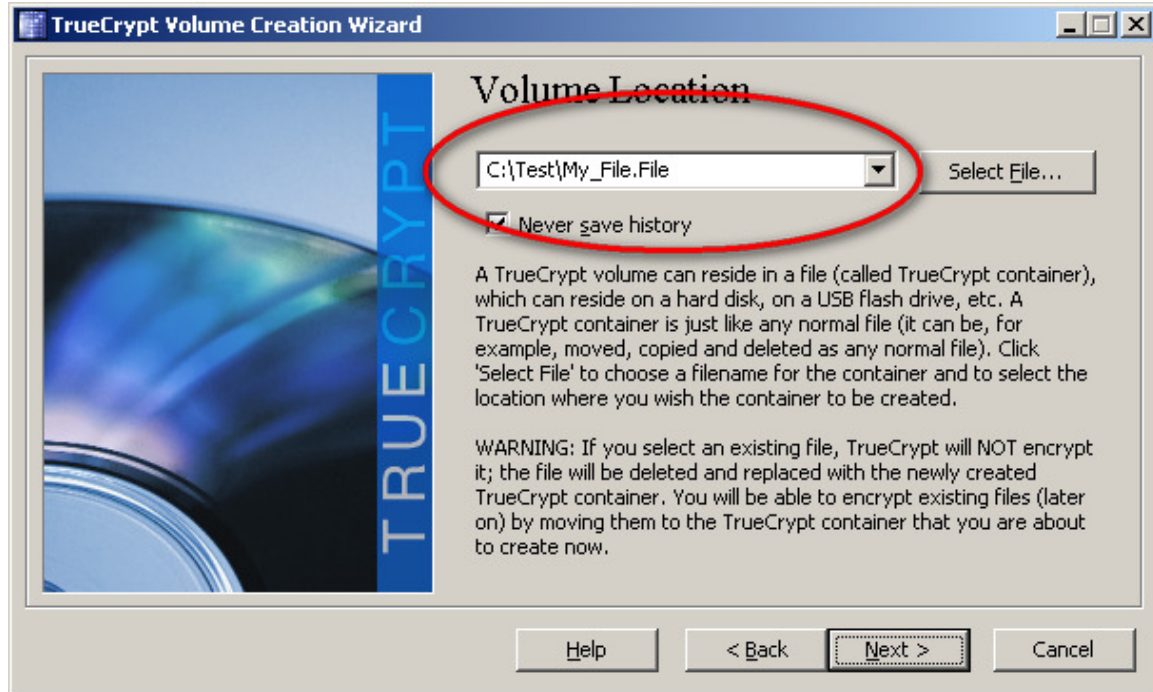 TrueCrypt Volume Creation Wizard
TRUECRYPT
Volume Location
C:\Test\My_File.File
Select File...
Never save history
A TrueCrypt volume can reside in a file (called TrueCrypt container),
which can reside on a hard disk, on a USB flash drive, etc. A
TrueCrypt container is just like any normal file (it can be, for
example, moved, copied and deleted as any normal file). Click
'Select File' to choose a filename for the container and to select the
location where you wish the container to be created.
WARNING: If you select an existing file, TrueCrypt will NOT encrypt
it; the file will be deleted and replaced with the newly created
TrueCrypt container. You will be able to encrypt existing files (later
on) by moving them to the TrueCrypt container that you are about
to create now.
Help
< Back
Next >
Cancel